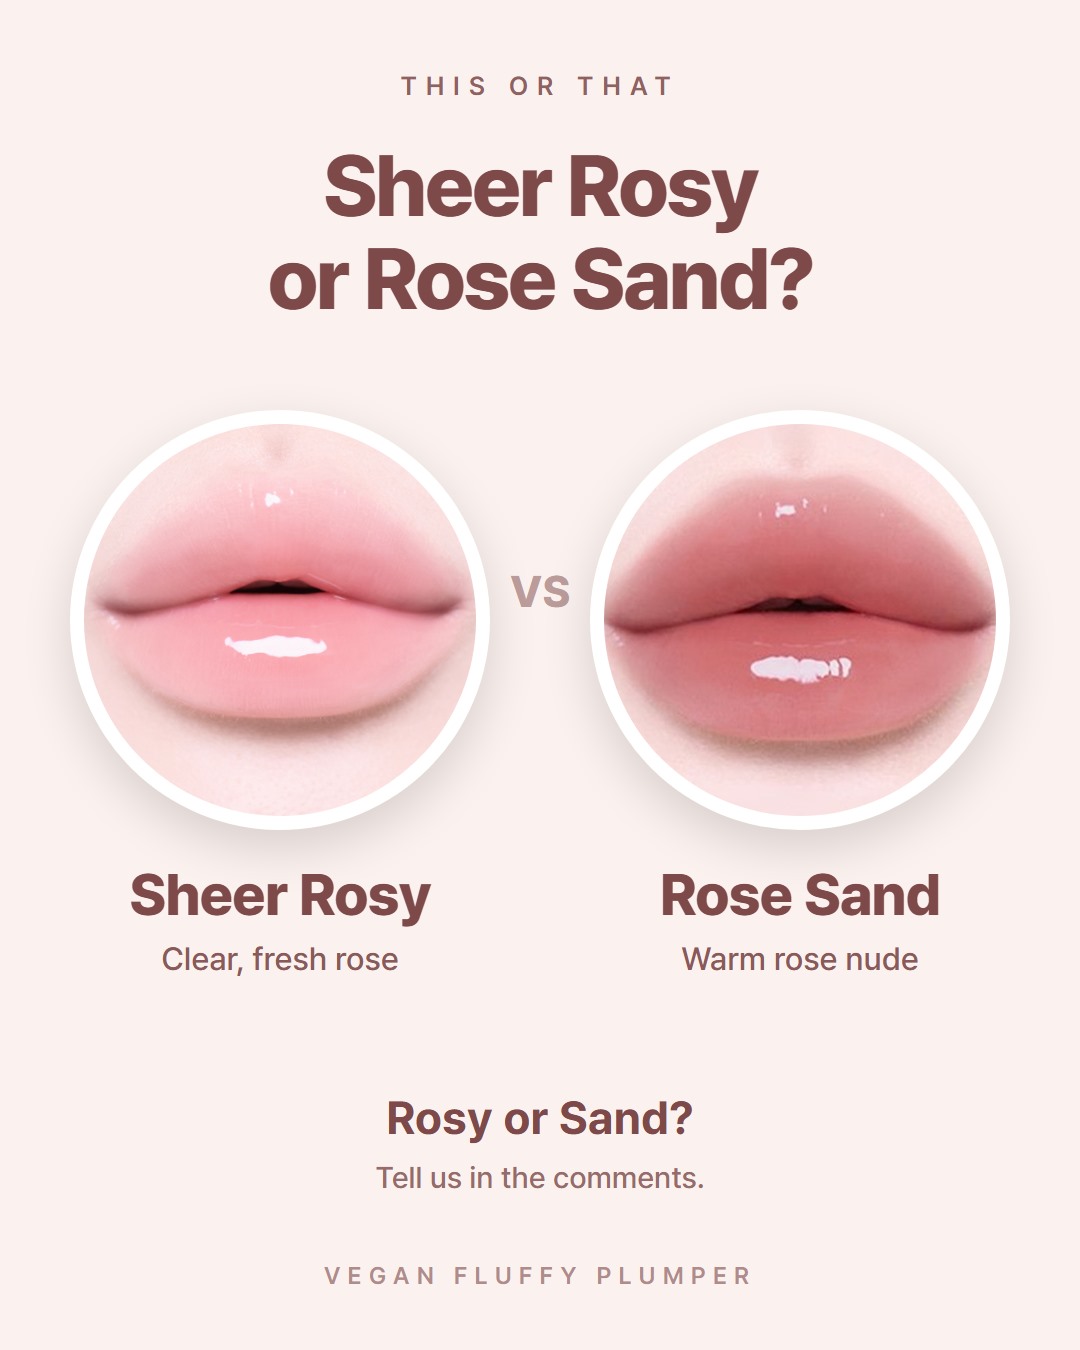 THIS OR THAT
Sheer Rosy
or Rose Sand?
VS
Sheer Rosy
Clear, fresh rose
Rose Sand
Warm rose nude
Rosy or Sand?
Tell us in the comments.
VEGAN FLUFFY PLUMPER